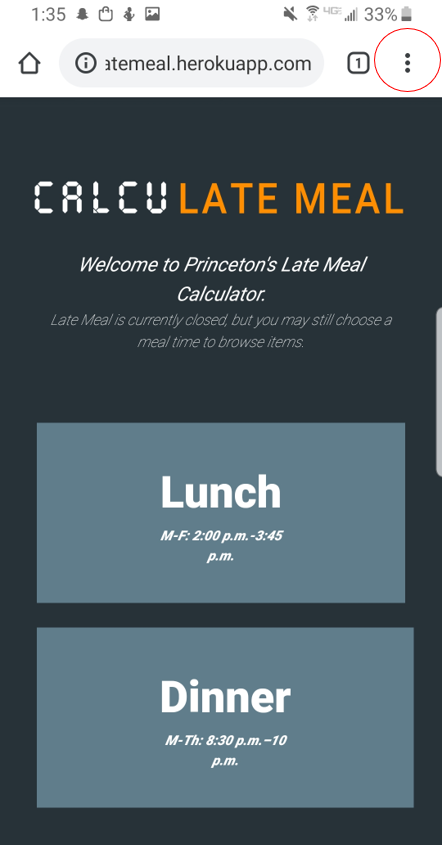 1:35 33%
atemeal.herokuapp.com 1
CALCULATE MEAL
Welcome to Princeton's Late Meal
Calculator.
Late Meal is currently closed, but you may still choose a
meal time to browse items.
Lunch
M-F: 2:00 p.m.-3:45
p.m.
Dinner
M-Th: 8:30 p.m.–10
p.m.